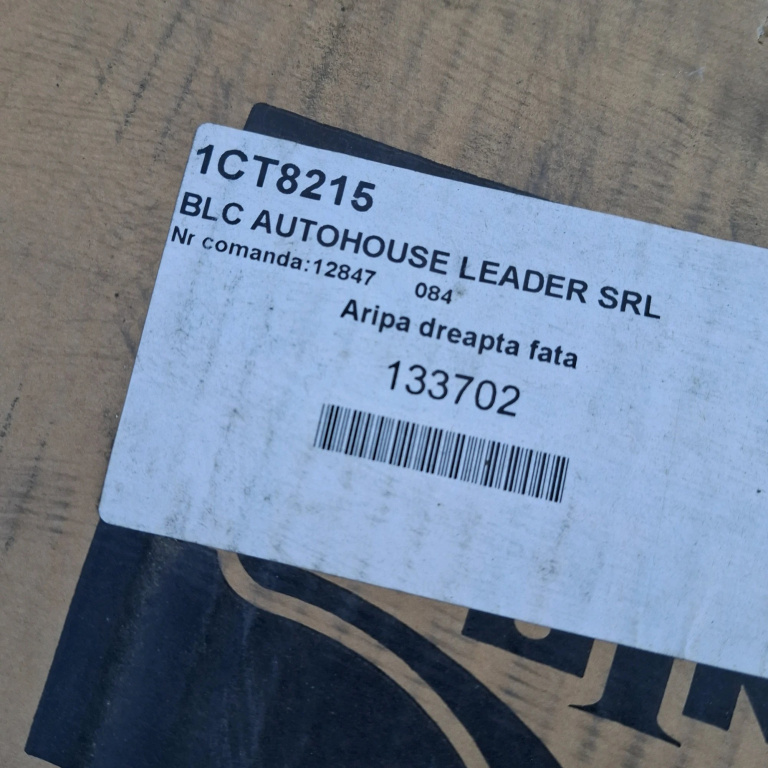 1CT8215
BLC AUTOHOUSE LEADER SRL
Nr comanda:12847 084
Aripa dreapta fata
133702